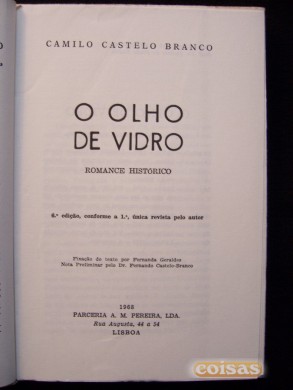 CAMILO CASTELO BRANCO
O OLHO
DE VIDRO
ROMANCE HISTÓRICO
6.ª edição, conforme a 1.ª, única revista pelo autor
Fixação do texto por Fernanda Geraldes
Nota Preliminar pelo Dr. Fernando Castelo-Branco
1968
PARCERIA A. M. PEREIRA, LDA.
Rua Augusta, 44 a 54
LISBOA
coisas